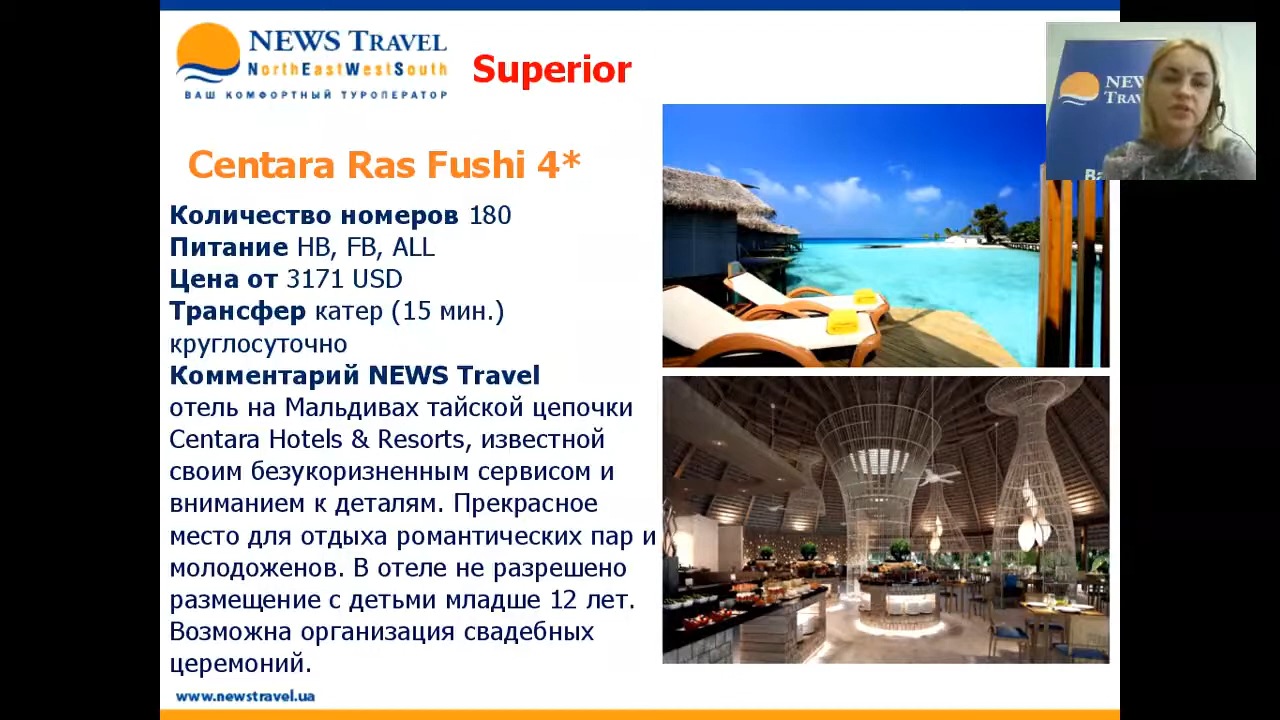 NEWS TRAVEL
NorthEastWestSouth
ВАШ КОМФОРТНЫЙ ТУРОПЕРАТОР
Superior
Centara Ras Fushi 4*
Количество номеров 180
Питание HB, FB, ALL
Цена от 3171 USD
Трансфер катер (15 мин.)
круглосуточно
Комментарий NEWS Travel
отель на Мальдивах тайской цепочки
Centara Hotels & Resorts, известной
своим безукоризненным сервисом и
вниманием к деталям. Прекрасное
место для отдыха романтических пар и
молодоженов. В отеле не разрешено
размещение с детьми младше 12 лет.
Возможна организация свадебных
церемоний.
www.newstravel.ua